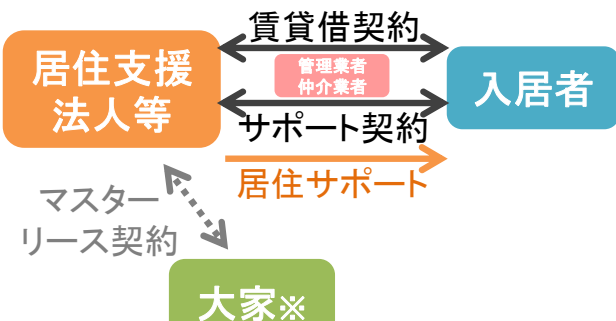 賃貸借契約
居住支援
法人等
管理業者
仲介業者
入居者
サポート契約
居住サポート
マスター
リース契約
大家※